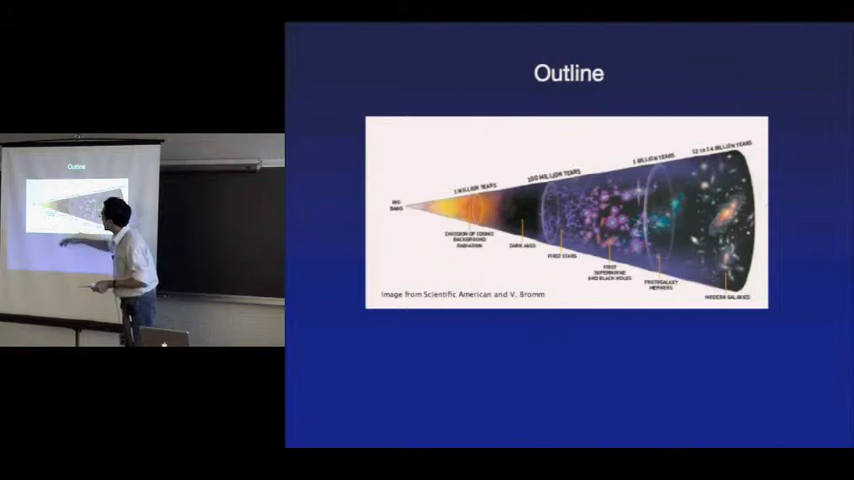 Outline
1 MILLION YEARS
100 MILLION YEARS
1 BILLION YEARS
12 to 14 BILLION YEARS
BIG
BANG
EMISSION OF COSMIC
BACKGROUND
RADIATION
DARK AGES
FIRST STARS
FIRST
SUPERNOVAE
AND BLACK HOLES
PROTOGALAXY
MERGERS
MODERN GALAXIES
Image from Scientific American and V. Bromm
Outline